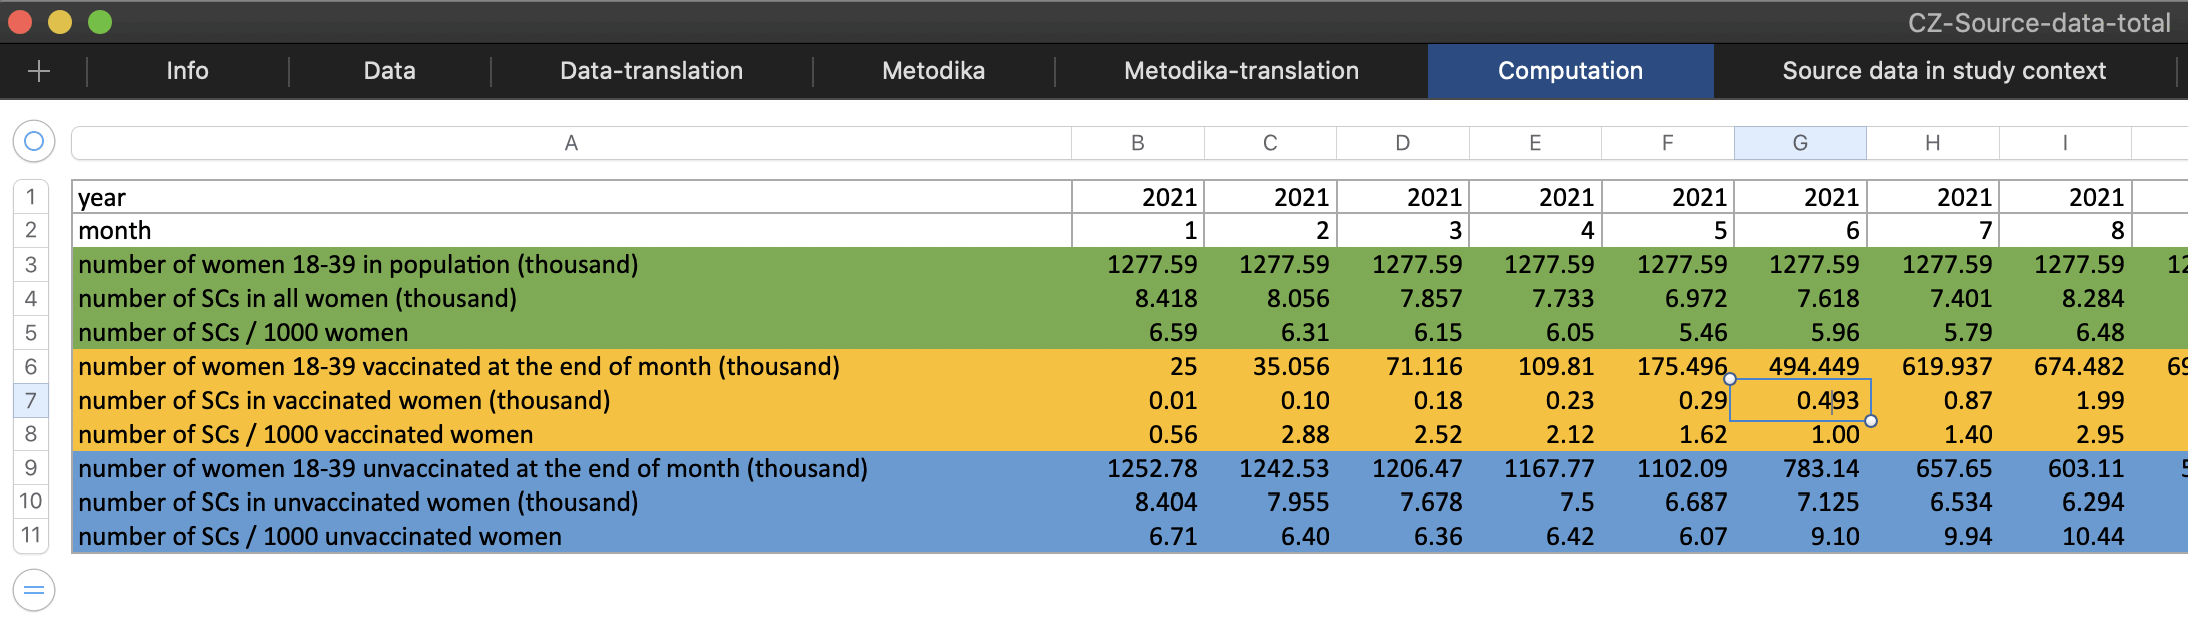 CZ-Source-data-total
Info Data Data-translation Metodika Metodika-translation Computation Source data in study context
A B C D E F G H I
1 year 2021 2021 2021 2021 2021 2021 2021 2021
2 month 1 2 3 4 5 6 7 8
3 number of women 18-39 in population (thousand) 1277.59 1277.59 1277.59 1277.59 1277.59 1277.59 1277.59 1277.59
4 number of SCs in all women (thousand) 8.418 8.056 7.857 7.733 6.972 7.618 7.401 8.284
5 number of SCs / 1000 women 6.59 6.31 6.15 6.05 5.46 5.96 5.79 6.48
6 number of women 18-39 vaccinated at the end of month (thousand) 25 35.056 71.116 109.81 175.496 494.449 619.937 674.482
7 number of SCs in vaccinated women (thousand) 0.01 0.10 0.18 0.23 0.29 0.493 0.87 1.99
8 number of SCs / 1000 vaccinated women 0.56 2.88 2.52 2.12 1.62 1.00 1.40 2.95
9 number of women 18-39 unvaccinated at the end of month (thousand) 1252.78 1242.53 1206.47 1167.77 1102.09 783.14 657.65 603.11
10 number of SCs in unvaccinated women (thousand) 8.404 7.955 7.678 7.5 6.687 7.125 6.534 6.294
11 number of SCs / 1000 unvaccinated women 6.71 6.40 6.36 6.42 6.07 9.10 9.94 10.44